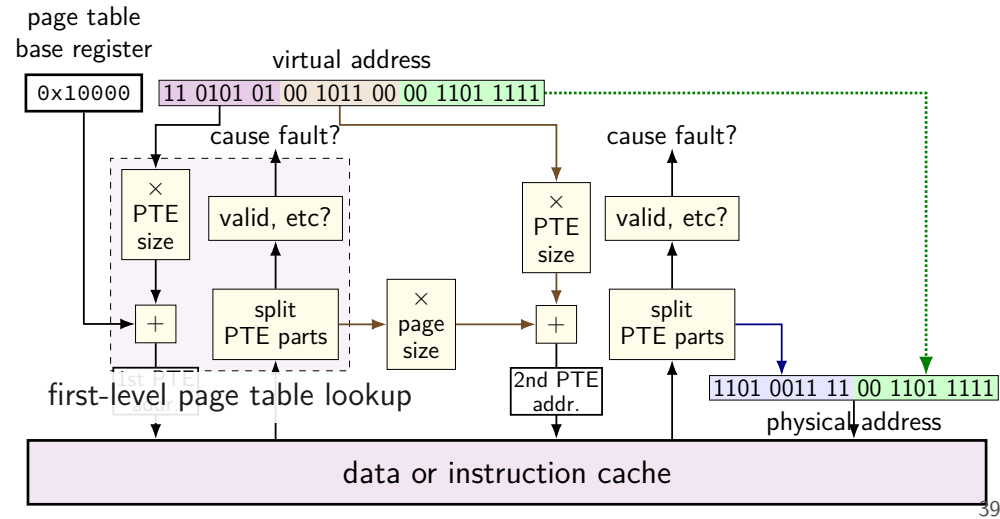 page table
base register
0x10000
virtual address
11 0101 01 00 1011 00 00 1101 1111
cause fault?
cause fault?
×
PTE
size
valid, etc?
×
PTE
size
valid, etc?
+
split
PTE parts
×
page
size
+
split
PTE parts
1st PTE
addr.
first-level page table lookup
2nd PTE
addr.
1101 0011 11 00 1101 1111
physical address
data or instruction cache
39